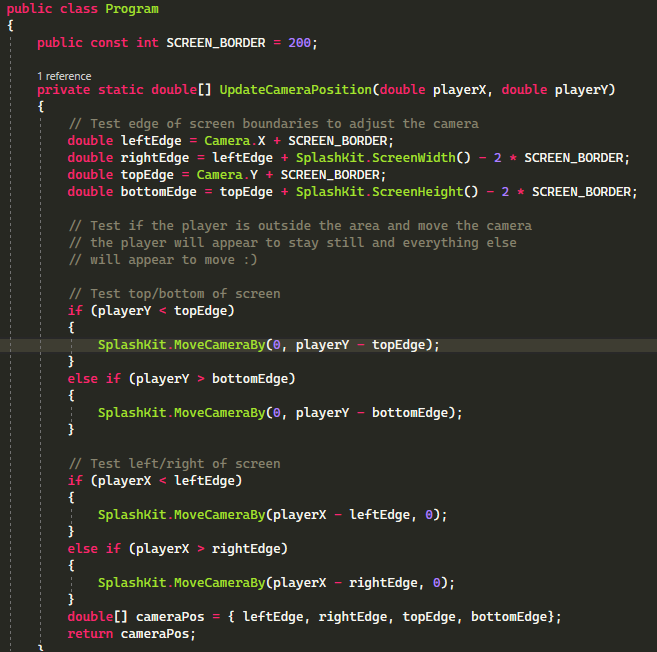 public class Program
{
public const int SCREEN_BORDER = 200;
1 reference
private static double[] UpdateCameraPosition(double playerX, double playerY)
{
// Test edge of screen boundaries to adjust the camera
double leftEdge = Camera.X + SCREEN_BORDER;
double rightEdge = leftEdge + SplashKit.ScreenWidth() - 2 * SCREEN_BORDER;
double topEdge = Camera.Y + SCREEN_BORDER;
double bottomEdge = topEdge + SplashKit.ScreenHeight() - 2 * SCREEN_BORDER;
// Test if the player is outside the area and move the camera
// the player will appear to stay still and everything else
// will appear to move :)
// Test top/bottom of screen
if (playerY < topEdge)
{
SplashKit.MoveCameraBy(0, playerY - topEdge);
}
else if (playerY > bottomEdge)
{
SplashKit.MoveCameraBy(0, playerY - bottomEdge);
}
// Test left/right of screen
if (playerX < leftEdge)
{
SplashKit.MoveCameraBy(playerX - leftEdge, 0);
}
else if (playerX > rightEdge)
{
SplashKit.MoveCameraBy(playerX - rightEdge, 0);
}
double[] cameraPos = { leftEdge, rightEdge, topEdge, bottomEdge};
return cameraPos;
}